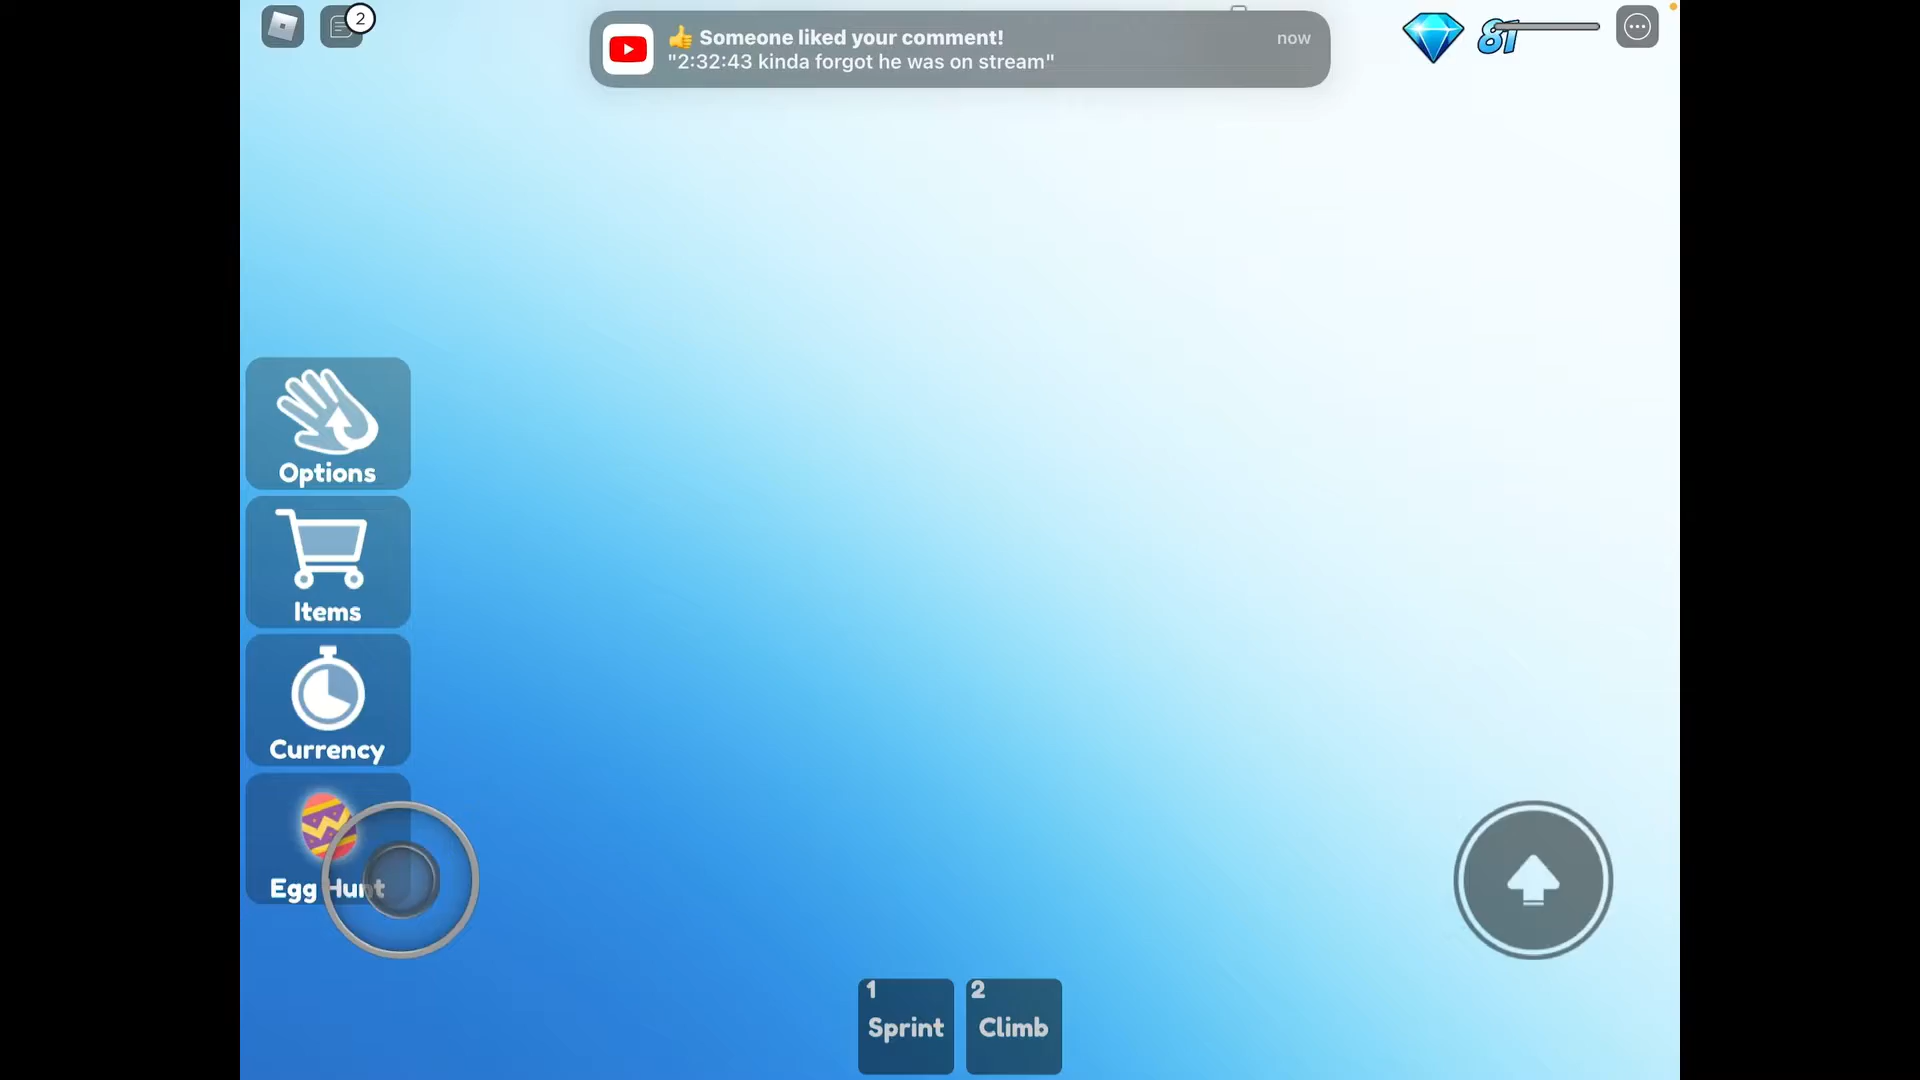 2
👍 Someone liked your comment!
now
"2:32:43 kinda forgot he was on stream"
81
Options
Items
Currency
Egg Hunt
1
Sprint
2
Climb